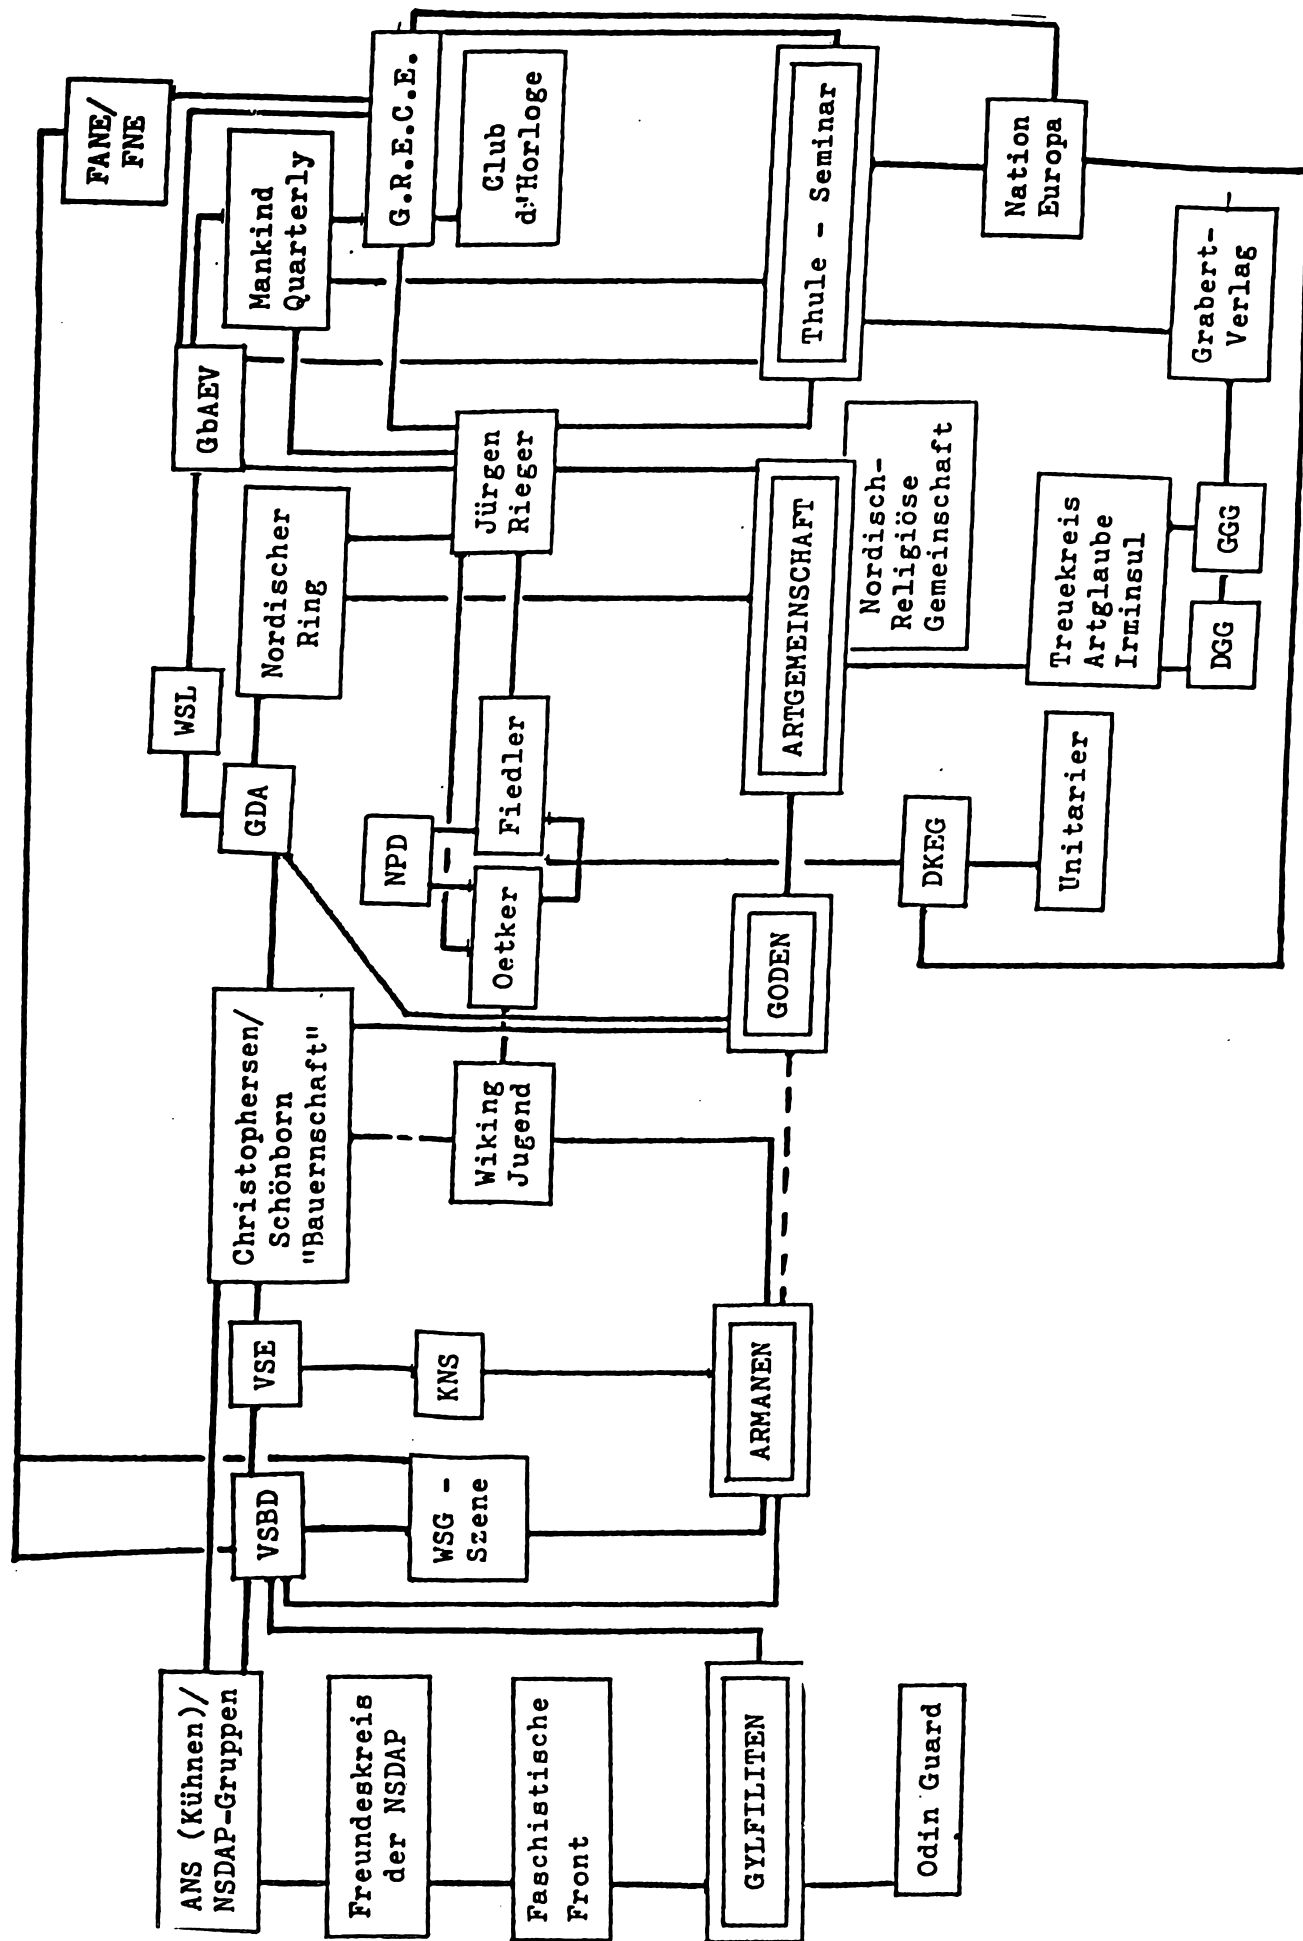 ANS (Kühnen)/
NSDAP-Gruppen
Freundeskreis
der NSDAP
Faschistische
Front
GYLFILITEN
Odin Guard
VSBD
WSG -
Szene
ARMANEN
VSE
KNS
Christophersen/
Schönborn
"Bauernschaft"
Wiking
Jugend
GODEN
GDA
NPD
Oetker
Fiedler
DKEG
Unitarier
WSL
Nordischer
Ring
Jürgen
Rieger
ARTGEMEINSCHAFT
Nordisch-
Religiöse
Gemeinschaft
Treuekreis
Artglaube
Irminsul
DGG
GGG
GbAEV
Mankind
Quarterly
FANE/
FNE
G.R.E.C.E.
Club
d'Horloge
Thule - Seminar
Nation
Europa
Grabert-
Verlag